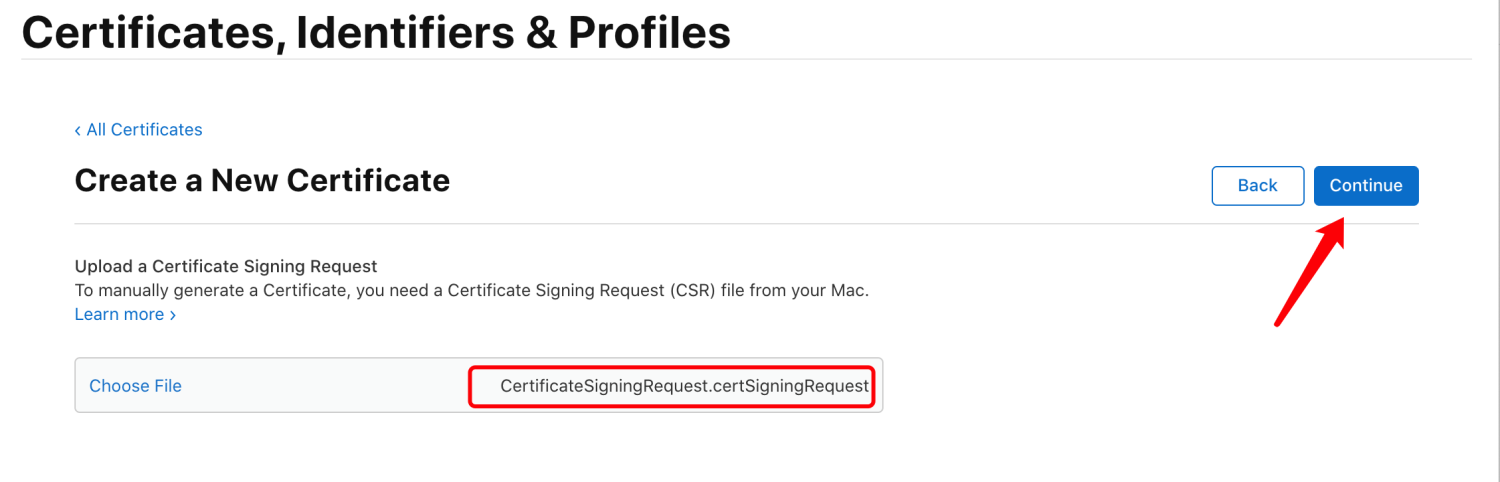 Certificates, Identifiers & Profiles
‹ All Certificates
Create a New Certificate
Back
Continue
Upload a Certificate Signing Request
To manually generate a Certificate, you need a Certificate Signing Request (CSR) file from your Mac.
Learn more ›
Choose File
CertificateSigningRequest.certSigningRequest